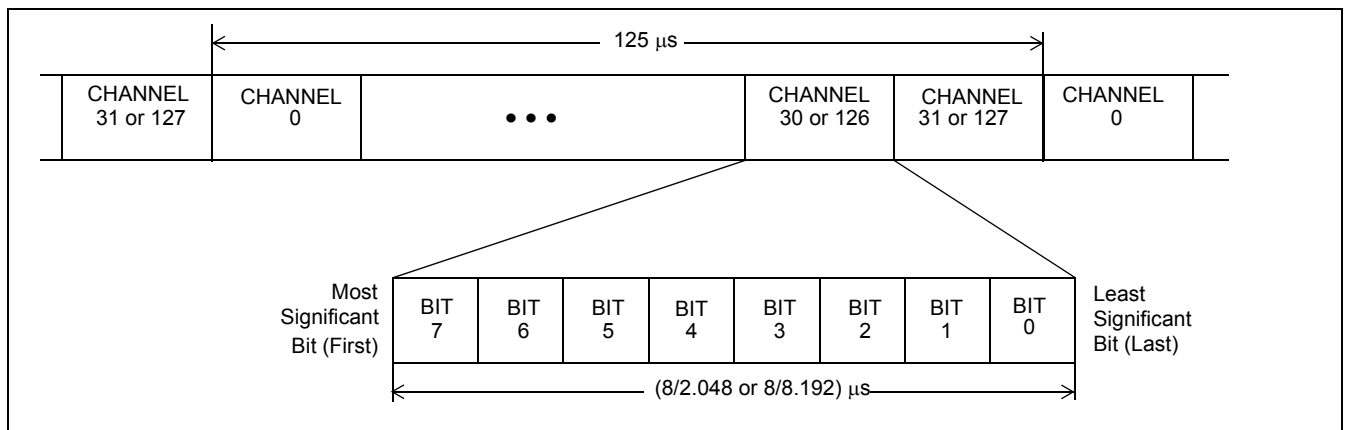 125 μs
CHANNEL
31 or 127
CHANNEL
0
• • •
CHANNEL
30 or 126
CHANNEL
31 or 127
CHANNEL
0
Most
Significant
Bit (First)
BIT
7
BIT
6
BIT
5
BIT
4
BIT
3
BIT
2
BIT
1
BIT
0
Least
Significant
Bit (Last)
(8/2.048 or 8/8.192) μs